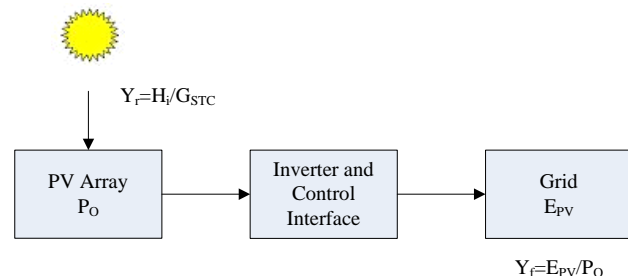 Yr=Hi/GSTC
PV Array
PO
Inverter and
Control
Interface
Grid
EPV
Yf=EPV/PO